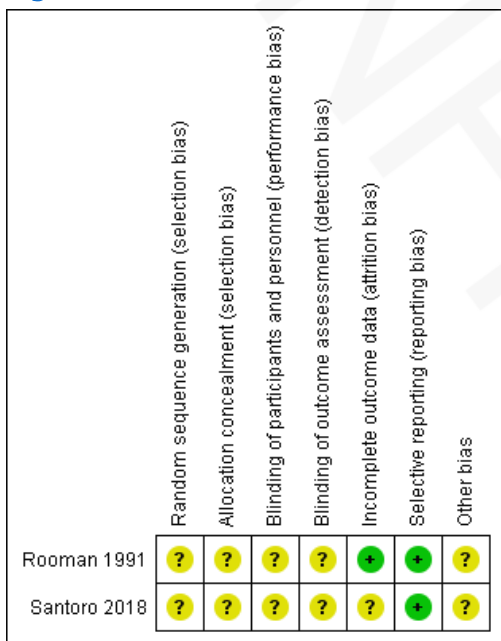 Random sequence generation (selection bias)
Allocation concealment (selection bias)
Blinding of participants and personnel (performance bias)
Blinding of outcome assessment (detection bias)
Incomplete outcome data (attrition bias)
Selective reporting (reporting bias)
Other bias
Rooman 1991 ? ? ? ? + + ?
Santoro 2018 ? ? ? ? ? + ?